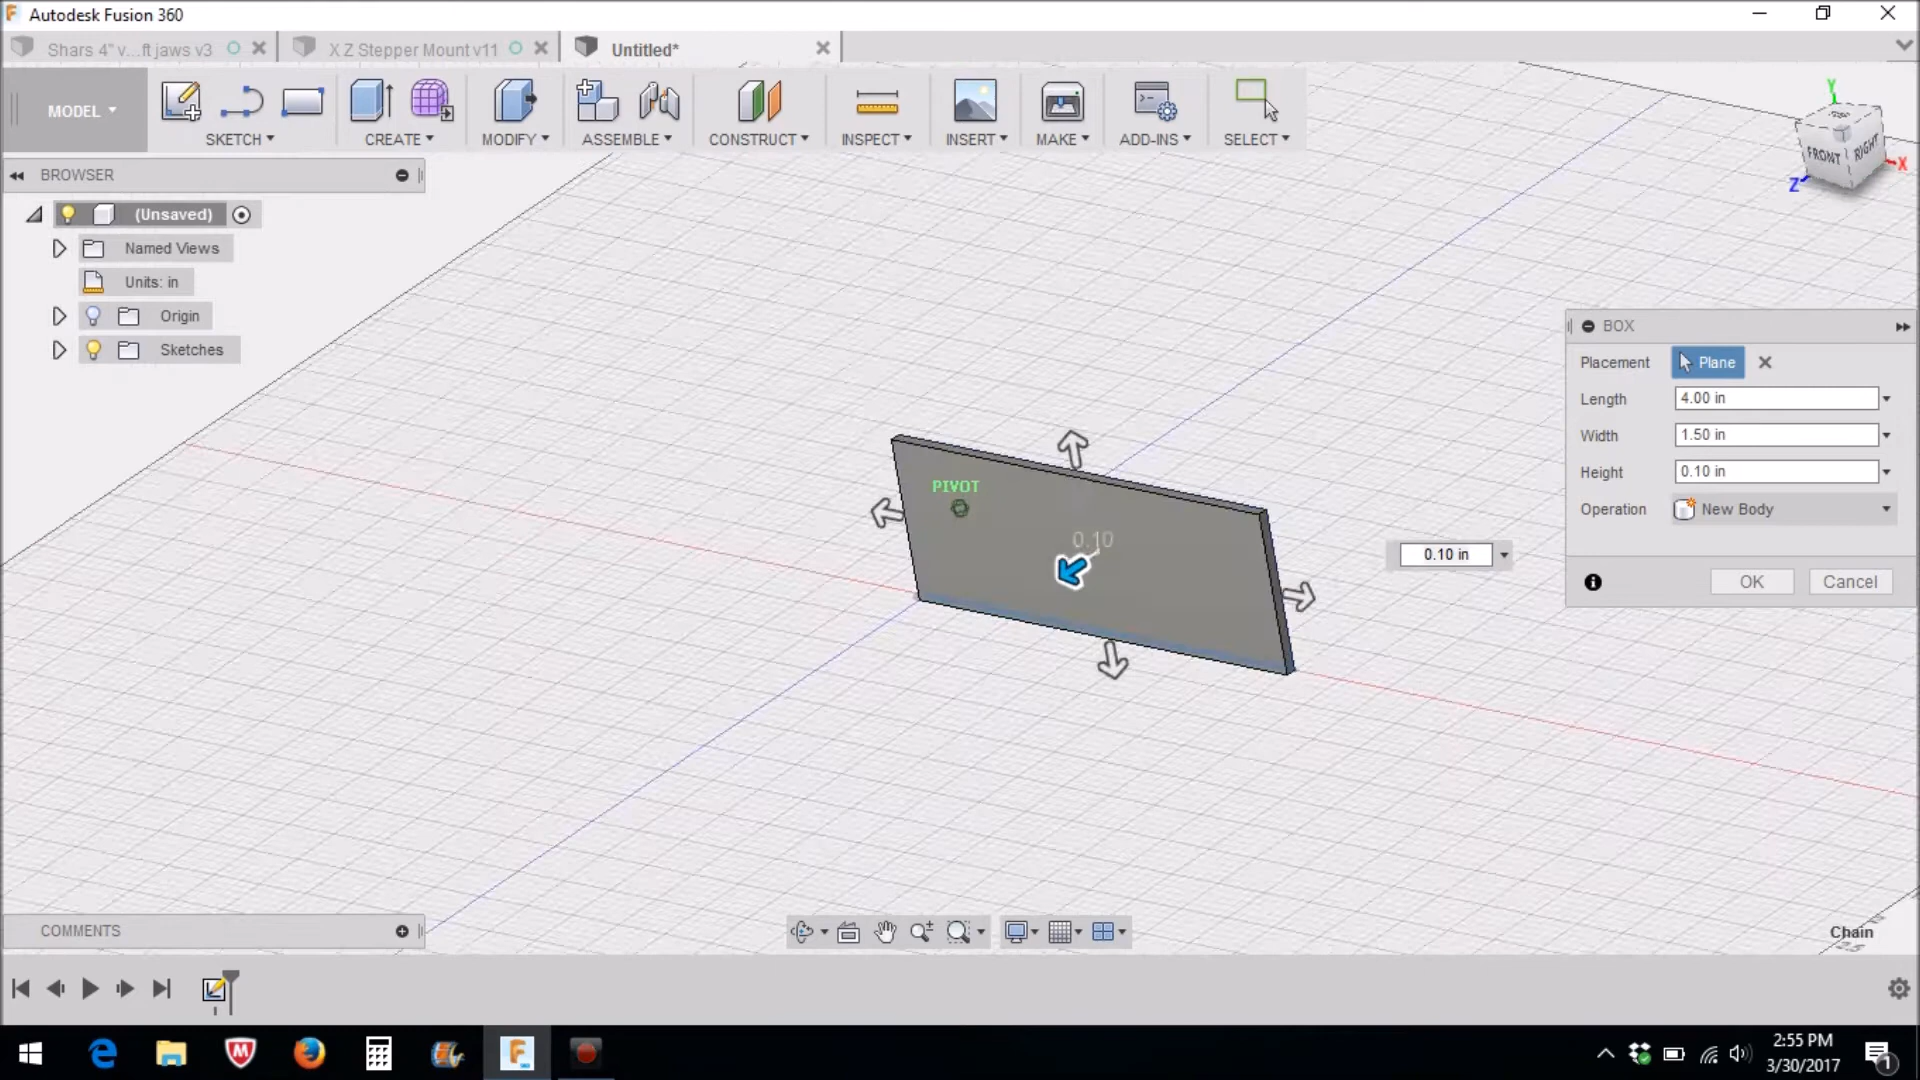 Autodesk Fusion 360
Shars 4" v...ft jaws v3
X Z Stepper Mount v11
Untitled*
MODEL
SKETCH
CREATE
MODIFY
ASSEMBLE
CONSTRUCT
INSPECT
INSERT
MAKE
ADD-INS
SELECT
Y
FRONT
RIGHT
X
Z
BROWSER
(Unsaved)
Named Views
Units: in
Origin
Sketches
BOX
Placement
Plane
Length
4.00 in
Width
1.50 in
Height
0.10 in
Operation
New Body
OK
Cancel
PIVOT
0.10
0.10 in
COMMENTS
Chain
2:55 PM
3/30/2017
1